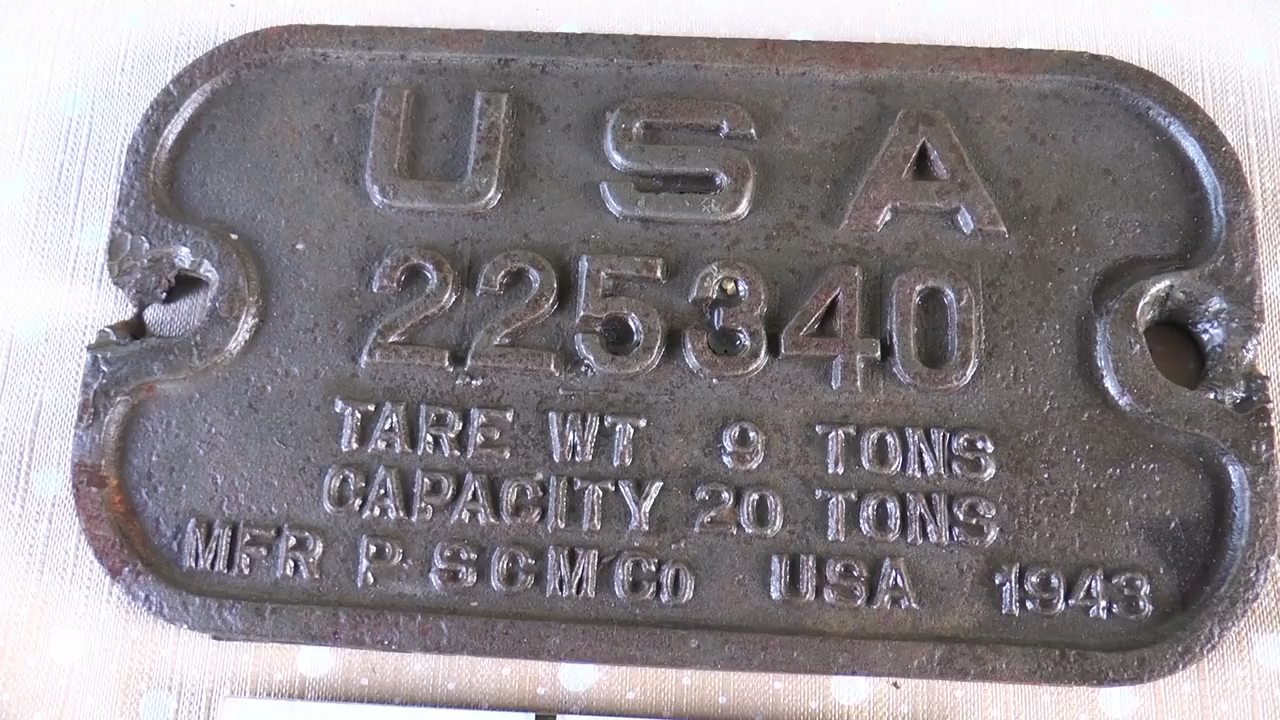 USA
225340
TARE WT 9 TONS
CAPACITY 20 TONS
MFR P·S C M Co USA 1943